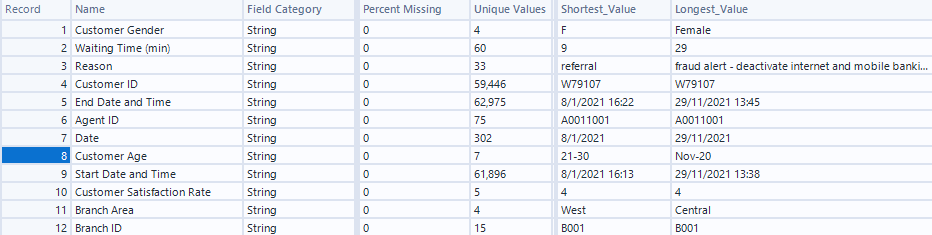 Record Name Field Category Percent Missing Unique Values Shortest_Value Longest_Value
1 Customer Gender String 0 4 F Female
2 Waiting Time (min) String 0 60 9 29
3 Reason String 0 33 referral fraud alert - deactivate internet and mobile banki...
4 Customer ID String 0 59,446 W79107 W79107
5 End Date and Time String 0 62,975 8/1/2021 16:22 29/11/2021 13:45
6 Agent ID String 0 75 A0011001 A0011001
7 Date String 0 302 8/1/2021 29/11/2021
8 Customer Age String 0 7 21-30 Nov-20
9 Start Date and Time String 0 61,896 8/1/2021 16:13 29/11/2021 13:38
10 Customer Satisfaction Rate String 0 5 4 4
11 Branch Area String 0 4 West Central
12 Branch ID String 0 15 B001 B001